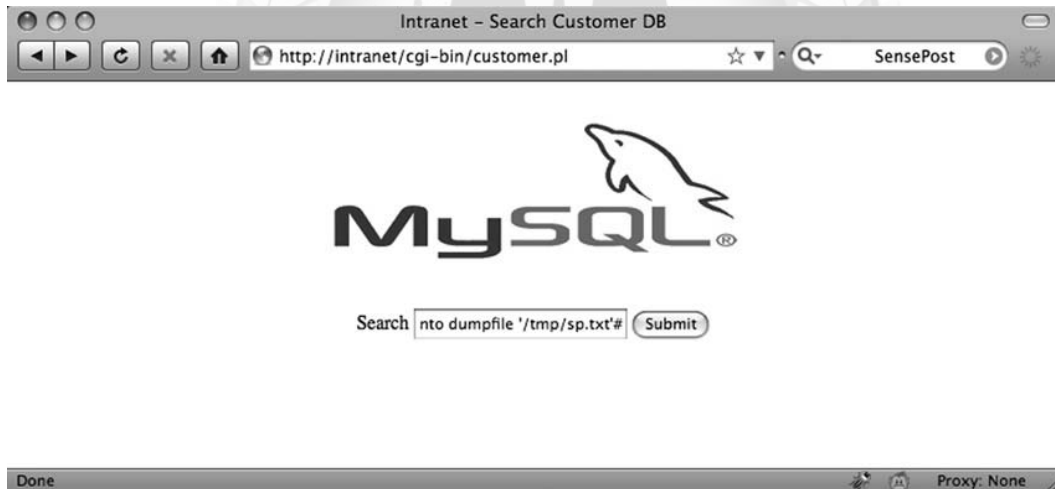 Intranet – Search Customer DB
http://intranet/cgi-bin/customer.pl
SensePost
MySQL®
Search nto dumpfile '/tmp/sp.txt'# Submit
Done
Proxy: None